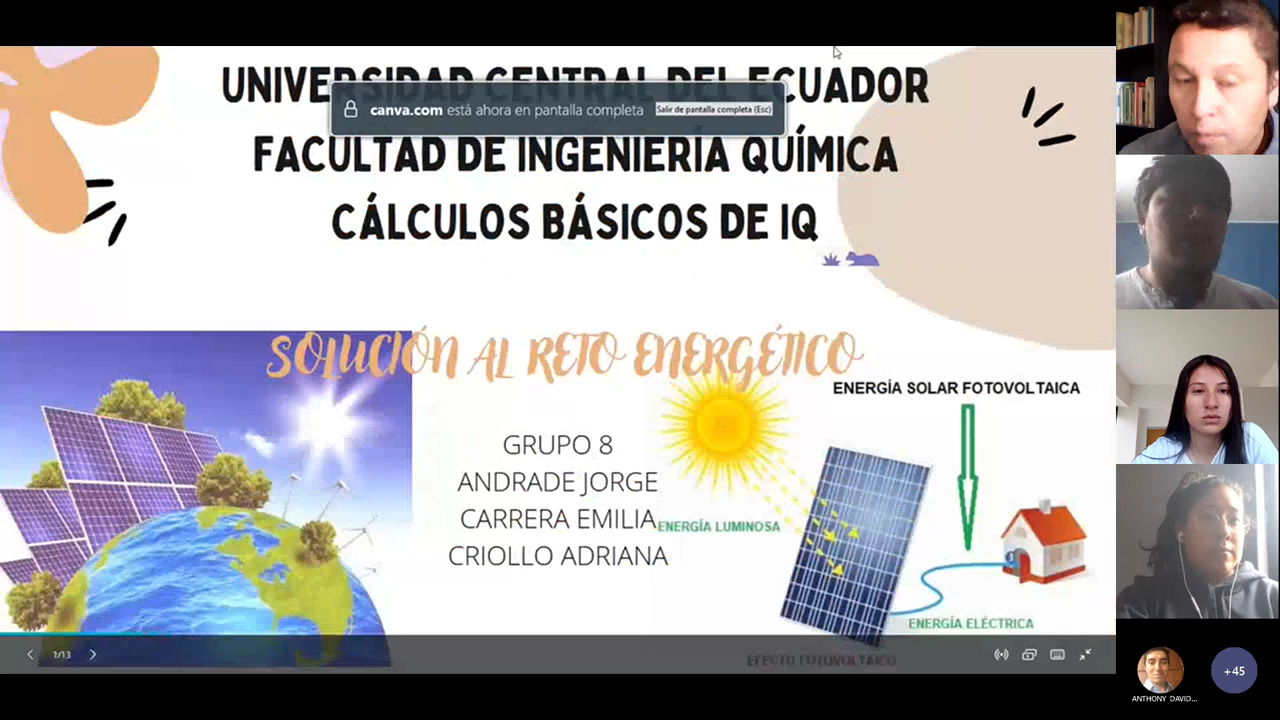 UNIVERSIDAD CENTRAL DEL ECUADOR
canva.com está ahora en pantalla completa Salir de pantalla completa (Esc)
FACULTAD DE INGENIERÍA QUÍMICA
CÁLCULOS BÁSICOS DE IQ
SOLUCIÓN AL RETO ENERGÉTICO
ENERGÍA SOLAR FOTOVOLTAICA
GRUPO 8
ANDRADE JORGE
CARRERA EMILIA
CRIOLLO ADRIANA
ENERGÍA LUMINOSA
ENERGÍA ELÉCTRICA
EFECTO FOTOVOLTAICO
1/13
+45
ANTHONY DAVID...